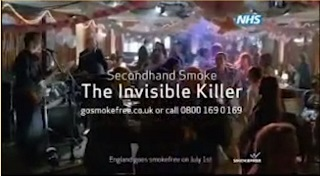 NHS
Secondhand Smoke
The Invisible Killer
gosmokefree.co.uk or call 0800 169 0 169
England goes smokefree on July 1st
SMOKEFREE